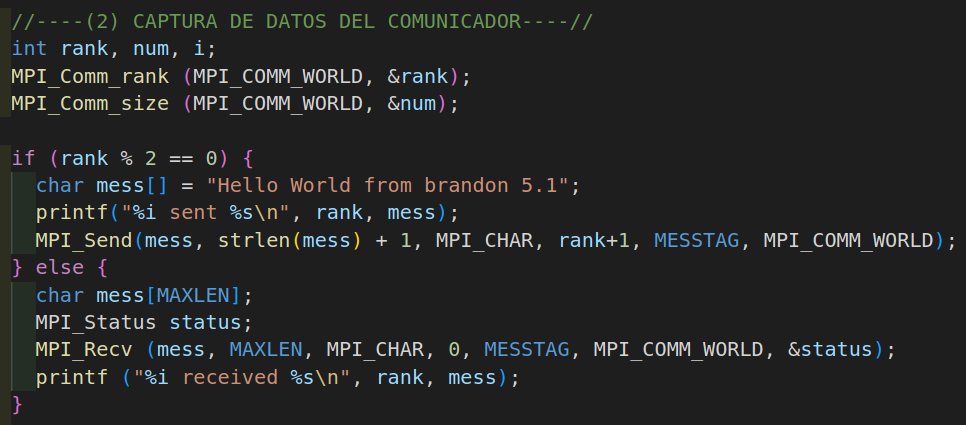 //----(2) CAPTURA DE DATOS DEL COMUNICADOR----//
int rank, num, i;
MPI_Comm_rank (MPI_COMM_WORLD, &rank);
MPI_Comm_size (MPI_COMM_WORLD, &num);
if (rank % 2 == 0) {
char mess[] = "Hello World from brandon 5.1";
printf("%i sent %s\n", rank, mess);
MPI_Send(mess, strlen(mess) + 1, MPI_CHAR, rank+1, MESSTAG, MPI_COMM_WORLD);
} else {
char mess[MAXLEN];
MPI_Status status;
MPI_Recv (mess, MAXLEN, MPI_CHAR, 0, MESSTAG, MPI_COMM_WORLD, &status);
printf ("%i received %s\n", rank, mess);
}